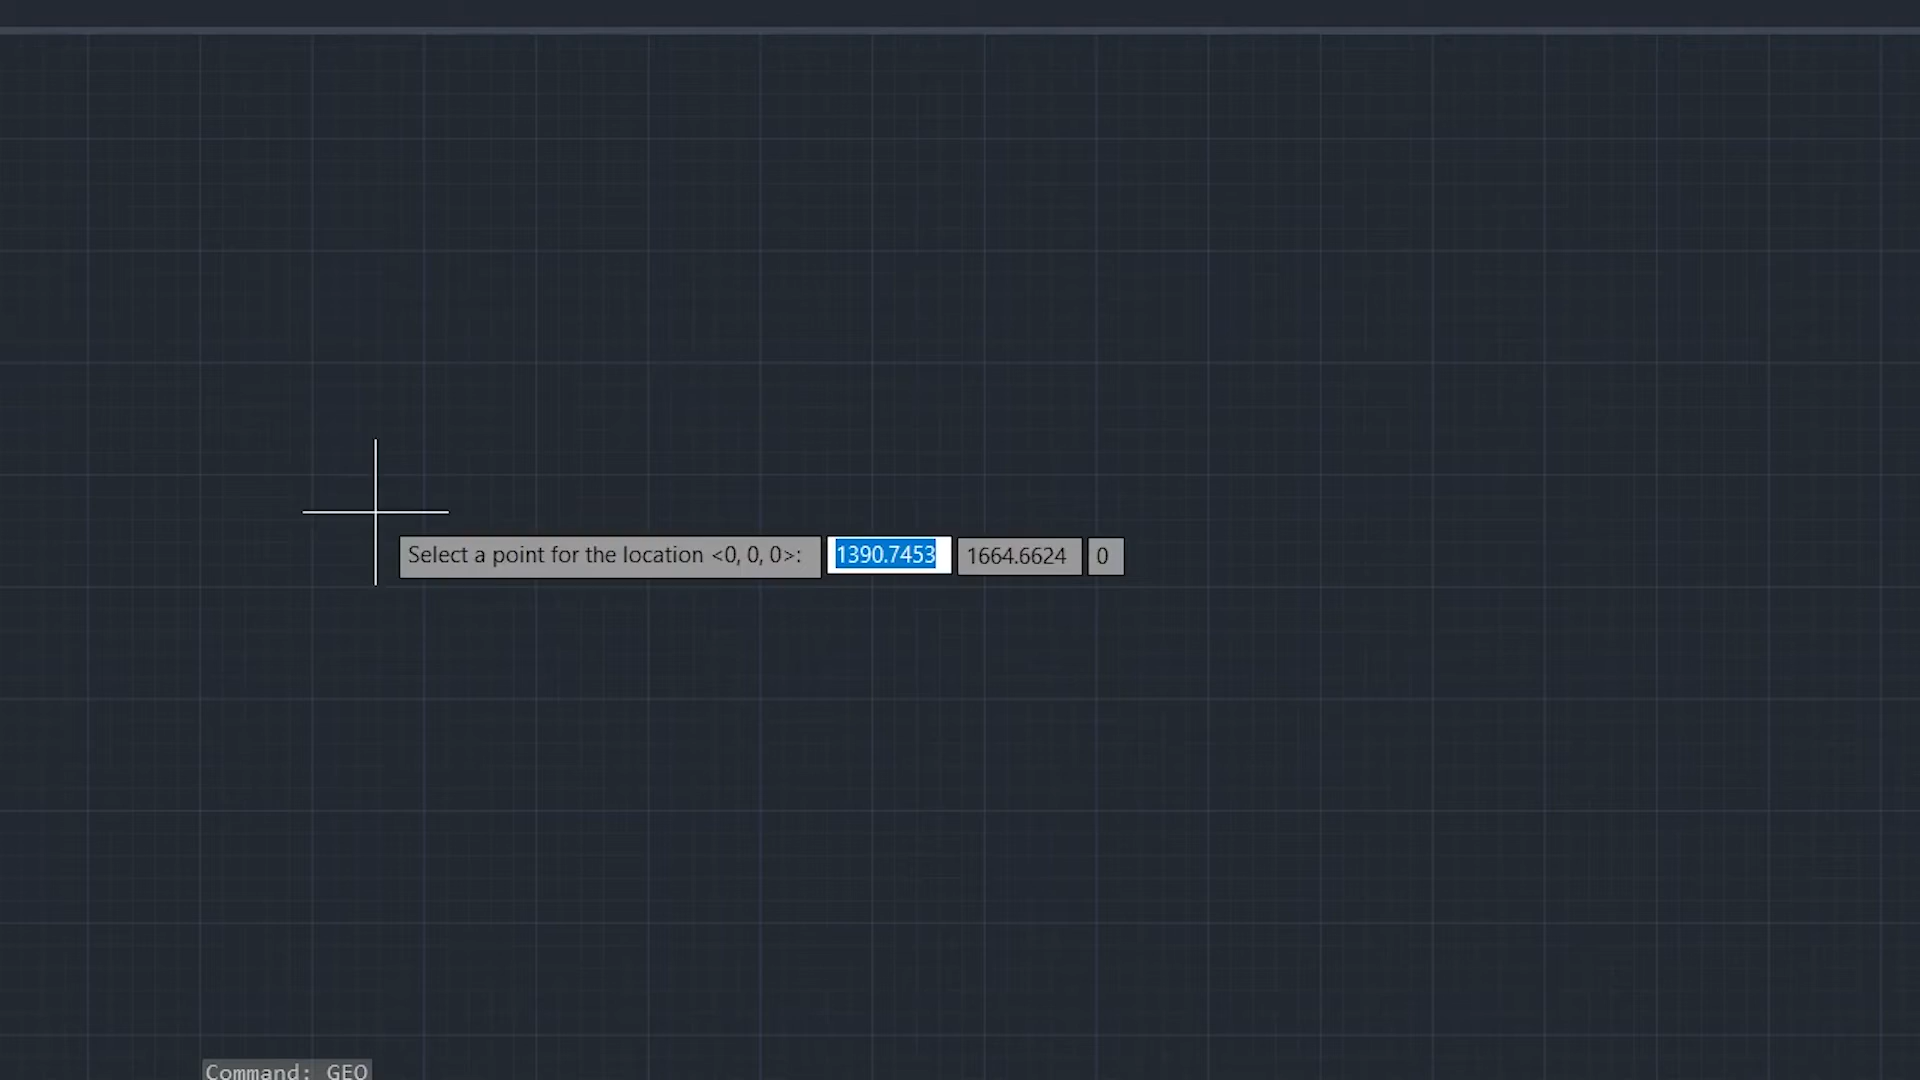 Select a point for the location <0, 0, 0>: 1390.7453 1664.6624 0
Command: GEO